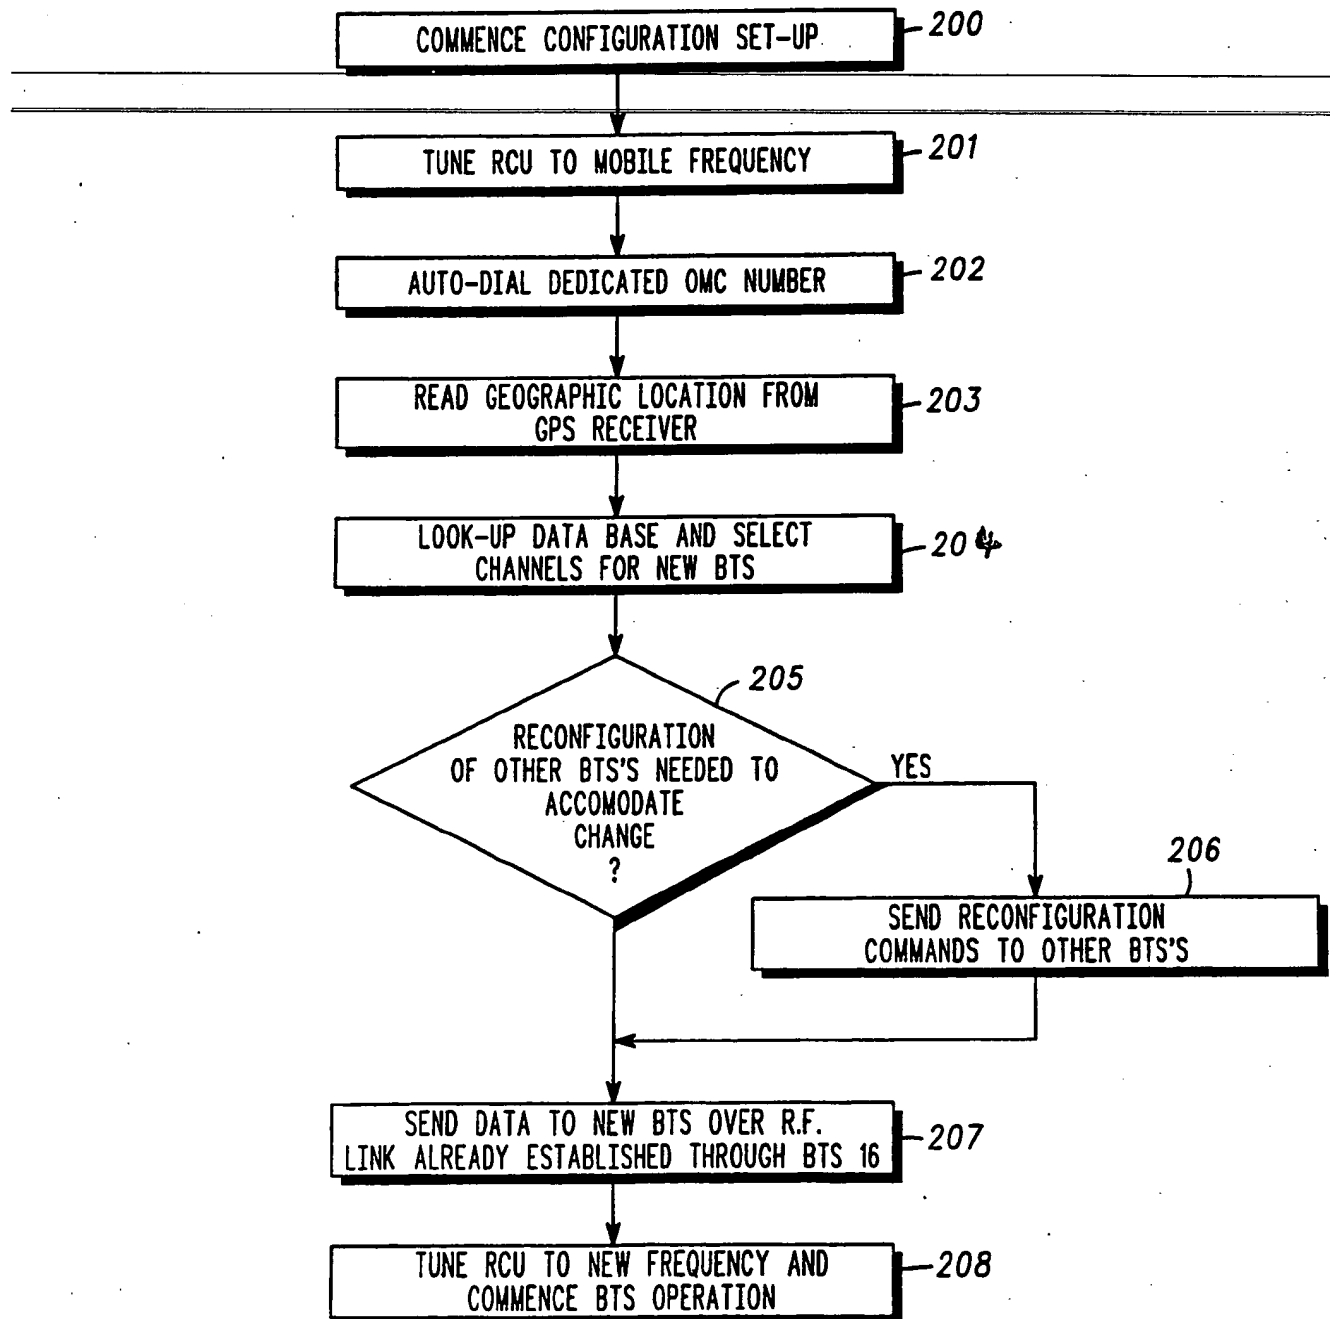 COMMENCE CONFIGURATION SET-UP
200
TUNE RCU TO MOBILE FREQUENCY
201
AUTO-DIAL DEDICATED OMC NUMBER
202
READ GEOGRAPHIC LOCATION FROM
GPS RECEIVER
203
LOOK-UP DATA BASE AND SELECT
CHANNELS FOR NEW BTS
204
205
RECONFIGURATION
OF OTHER BTS'S NEEDED TO
ACCOMODATE
CHANGE
?
YES
206
SEND RECONFIGURATION
COMMANDS TO OTHER BTS'S
SEND DATA TO NEW BTS OVER R.F.
LINK ALREADY ESTABLISHED THROUGH BTS 16
207
TUNE RCU TO NEW FREQUENCY AND
COMMENCE BTS OPERATION
208